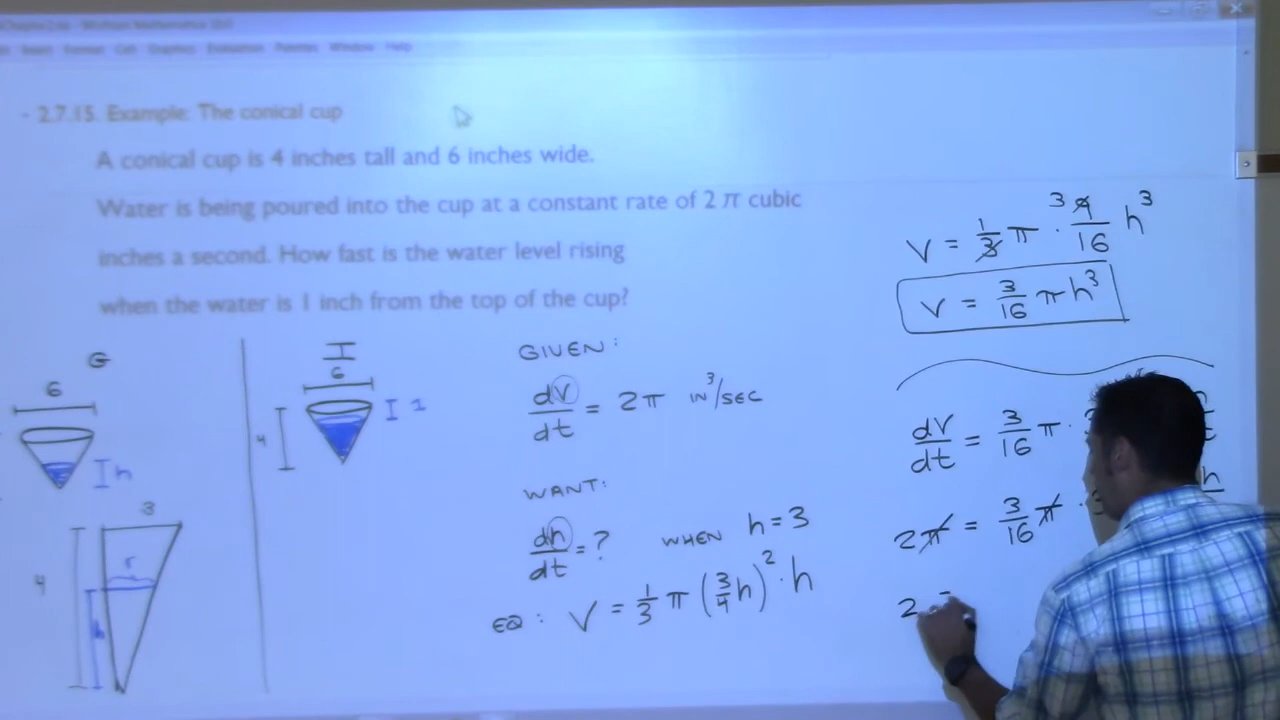 - 2.7.15. Example: The conical cup
A conical cup is 4 inches tall and 6 inches wide.
Water is being poured into the cup at a constant rate of 2 π cubic
inches a second. How fast is the water level rising
when the water is 1 inch from the top of the cup?
G
6
h
3
4
r
h
I
6
4
1
GIVEN:
dV/dt = 2π IN³/SEC
WANT:
dh/dt = ? WHEN h = 3
EQ: V = 1/3 π (3/4 h)² · h
V = 1/3 π · 3 9/16 h³
V = 3/16 π h³
dV/dt = 3/16 π ·
2π = 3/16 π · 3
2